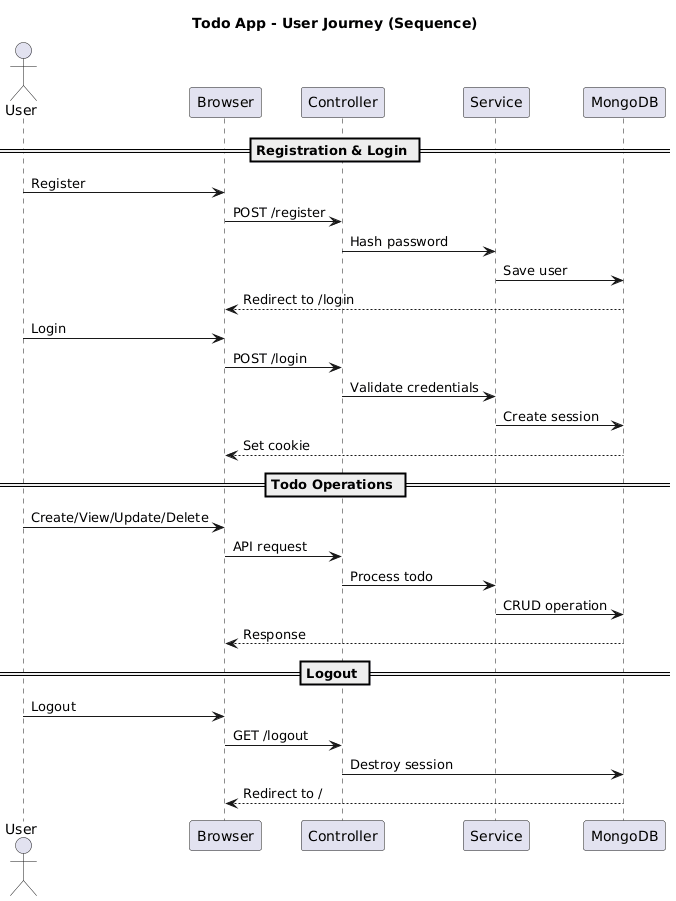 Todo App - User Journey (Sequence)
User
Browser
Controller
Service
MongoDB
Registration & Login
Register
POST /register
Hash password
Save user
Redirect to /login
Login
POST /login
Validate credentials
Create session
Set cookie
Todo Operations
Create/View/Update/Delete
API request
Process todo
CRUD operation
Response
Logout
Logout
GET /logout
Destroy session
Redirect to /
User
Browser
Controller
Service
MongoDB